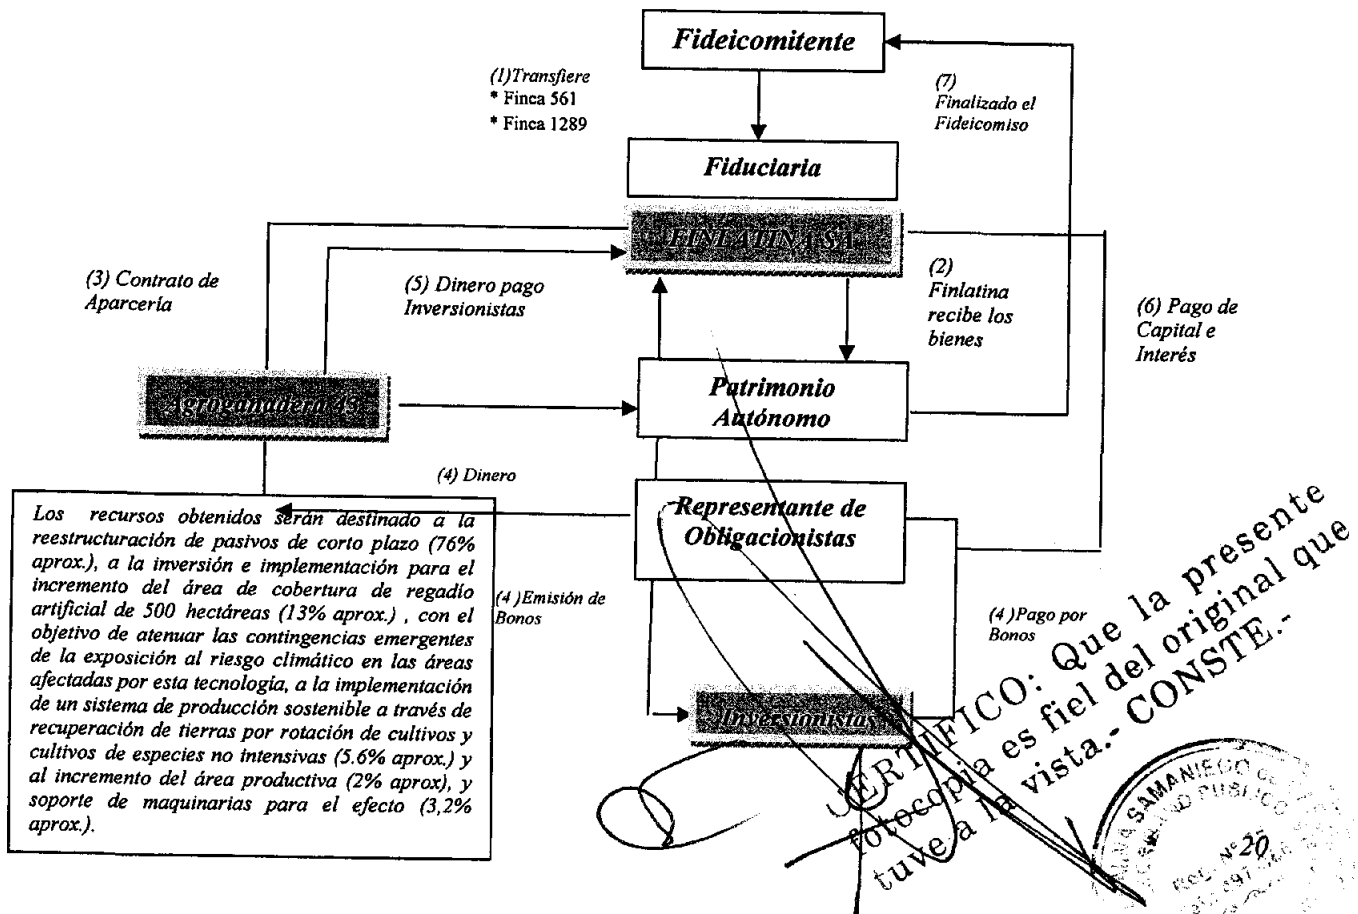 Fideicomitente
(1)Transfiere
* Finca 561
* Finca 1289
(7)
Finalizado el
Fideicomiso
Fiduciaria
FINLATINA SA
(3) Contrato de
Aparcería
(5) Dinero pago
Inversionistas
(2)
Finlatina
recibe los
bienes
(6) Pago de
Capital e
Interés
Agroganadera 43
Patrimonio
Autónomo
(4) Dinero
Representante de
Obligacionistas
Los recursos obtenidos serán destinado a la
reestructuración de pasivos de corto plazo (76%
aprox.), a la inversión e implementación para el
incremento del área de cobertura de regadío
artificial de 500 hectáreas (13% aprox.) , con el
objetivo de atenuar las contingencias emergentes
de la exposición al riesgo climático en las áreas
afectadas por esta tecnología, a la implementación
de un sistema de producción sostenible a través de
recuperación de tierras por rotación de cultivos y
cultivos de especies no intensivas (5.6% aprox.) y
al incremento del área productiva (2% aprox), y
soporte de maquinarias para el efecto (3,2%
aprox.).
(4 )Emisión de
Bonos
(4 )Pago por
Bonos
Inversionistas
CERTIFICO: Que la presente
fotocopia es fiel del original que
tuve a la vista.- CONSTE.-
SAMANIEGO
PUBLICO
Nº 20